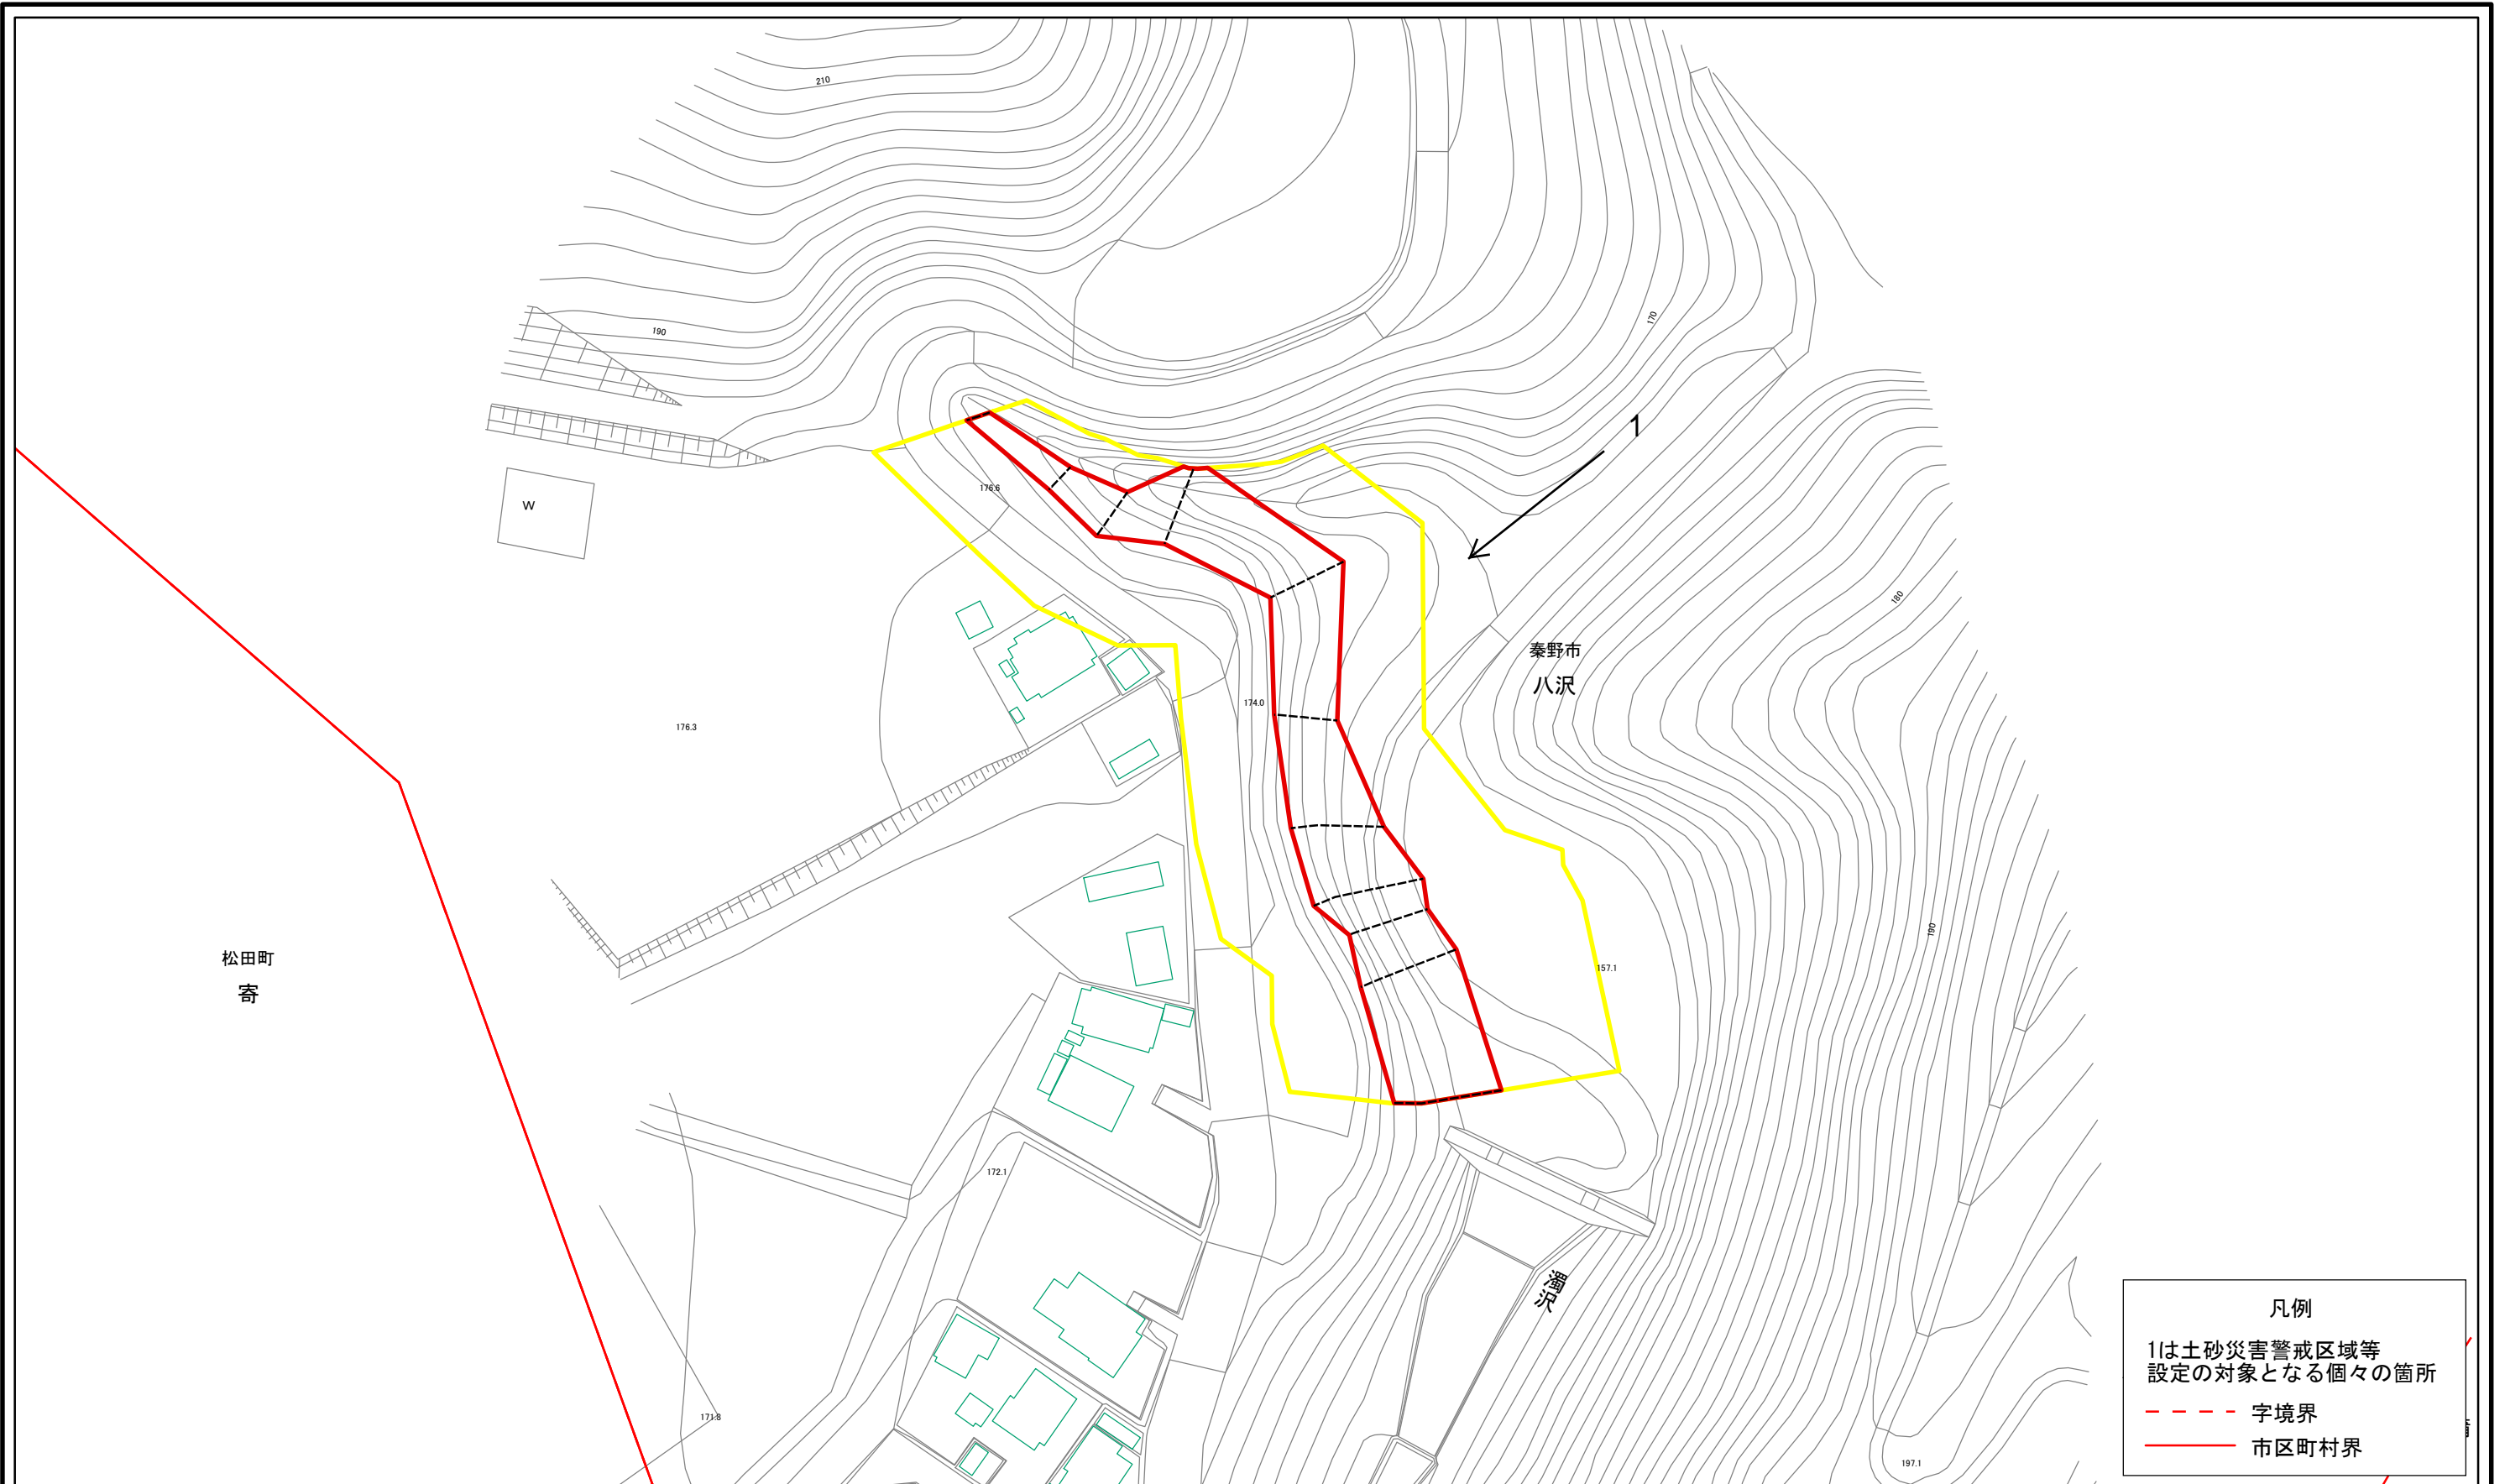 210
190
170
1
176.6
W
180
秦野市
八沢
174.0
176.3
190
松田町
寄
157.1
172.1
濁沢
凡例
1は土砂災害警戒区域等
設定の対象となる個々の箇所
字境界
市区町村界
171.8
197.1